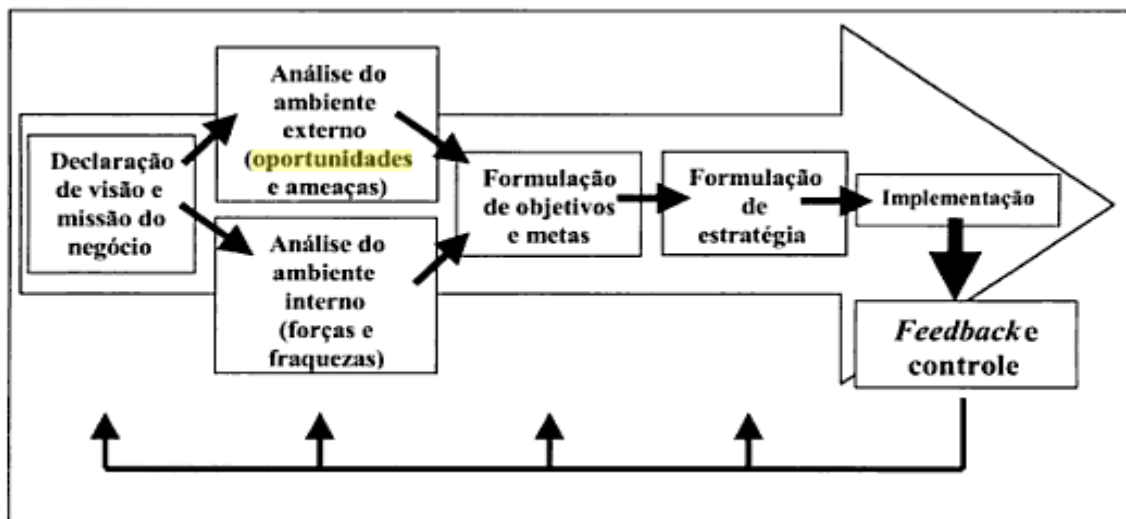 Declaração
de visão e
missão do
negócio
Análise do
ambiente
externo
(oportunidades
e ameaças)
Análise do
ambiente
interno
(forças e
fraquezas)
Formulação
de objetivos
e metas
Formulação
de
estratégia
Implementação
Feedback e
controle